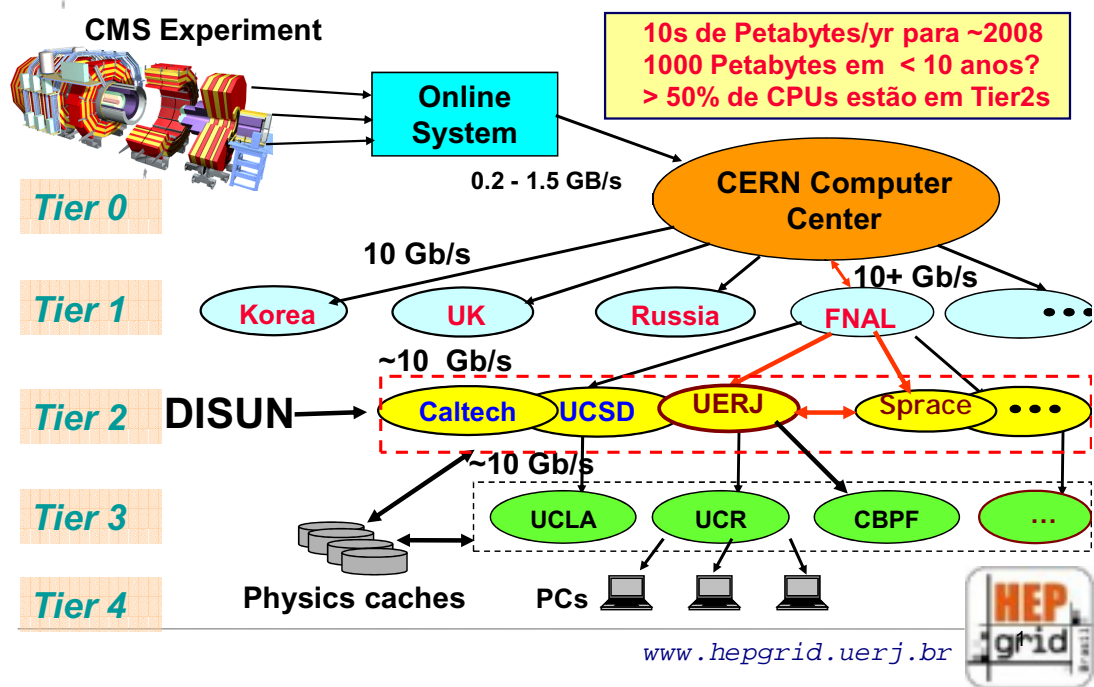 CMS Experiment
10s de Petabytes/yr para ~2008
1000 Petabytes em < 10 anos?
> 50% de CPUs estão em Tier2s
Online
System
0.2 - 1.5 GB/s
CERN Computer
Center
Tier 0
10 Gb/s
10+ Gb/s
Tier 1
Korea
UK
Russia
FNAL
•••
~10 Gb/s
Tier 2
DISUN
Caltech
UCSD
UERJ
Sprace
•••
~10 Gb/s
Tier 3
UCLA
UCR
CBPF
...
Tier 4
Physics caches
PCs
www.hepgrid.uerj.br
HEP
grid
Brasil
1